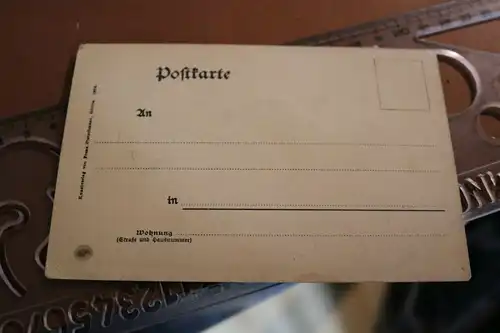 Postkarte
An
in
Wohnung
(Straße und Hausnummer)